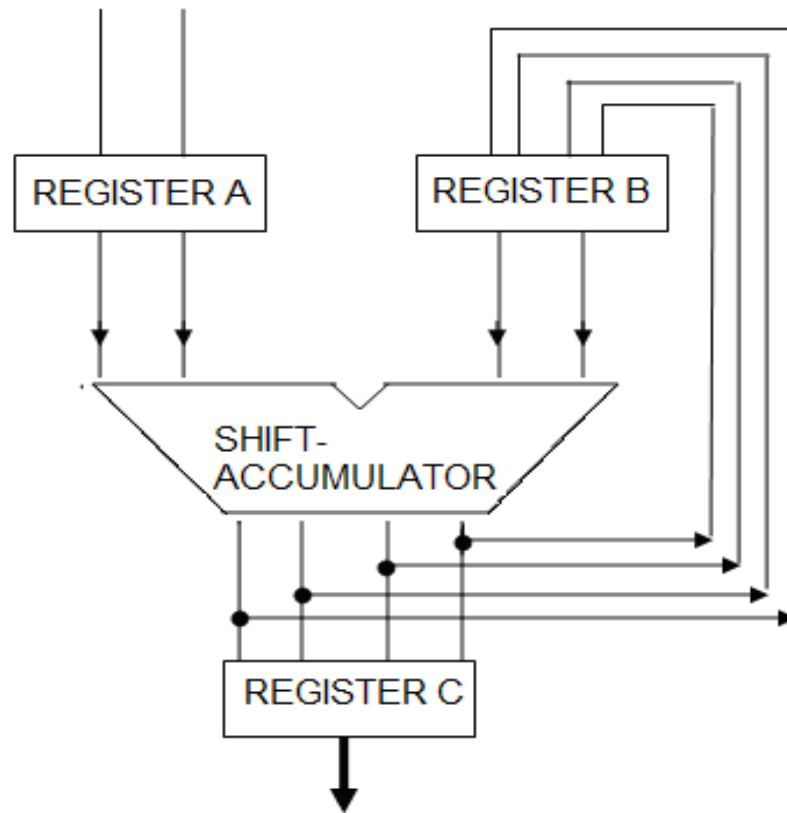 REGISTER A
REGISTER B
SHIFT-
ACCUMULATOR
REGISTER C